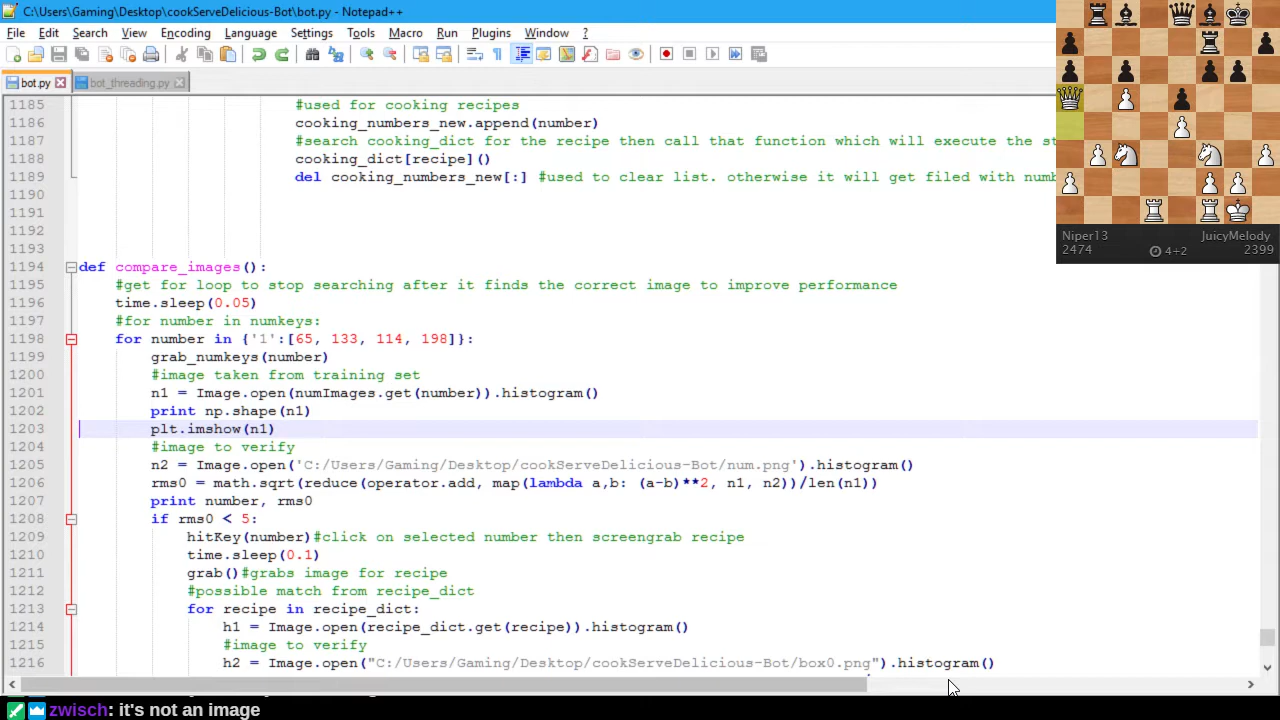 C:\Users\Gaming\Desktop\cookServeDelicious-Bot\bot.py - Notepad++
File Edit Search View Encoding Language Settings Tools Macro Run Plugins Window ?
bot.py bot_threading.py
1185 #used for cooking recipes
1186 cooking_numbers_new.append(number)
1187 #search cooking_dict for the recipe then call that function which will execute the st
1188 cooking_dict[recipe]()
1189 del cooking_numbers_new[:] #used to clear list. otherwise it will get filed with numb
1190
1191
1192
1193
1194 def compare_images():
1195 #get for loop to stop searching after it finds the correct image to improve performance
1196 time.sleep(0.05)
1197 #for number in numkeys:
1198 for number in {'1':[65, 133, 114, 198]}:
1199 grab_numkeys(number)
1200 #image taken from training set
1201 n1 = Image.open(numImages.get(number)).histogram()
1202 print np.shape(n1)
1203 plt.imshow(n1)
1204 #image to verify
1205 n2 = Image.open('C:/Users/Gaming/Desktop/cookServeDelicious-Bot/num.png').histogram()
1206 rms0 = math.sqrt(reduce(operator.add, map(lambda a,b: (a-b)**2, n1, n2))/len(n1))
1207 print number, rms0
1208 if rms0 < 5:
1209 hitKey(number)#click on selected number then screengrab recipe
1210 time.sleep(0.1)
1211 grab()#grabs image for recipe
1212 #possible match from recipe_dict
1213 for recipe in recipe_dict:
1214 h1 = Image.open(recipe_dict.get(recipe)).histogram()
1215 #image to verify
1216 h2 = Image.open("C:/Users/Gaming/Desktop/cookServeDelicious-Bot/box0.png").histogram()
Niper13 JuicyMelody
2474 4+2 2399
zwisch: it's not an image